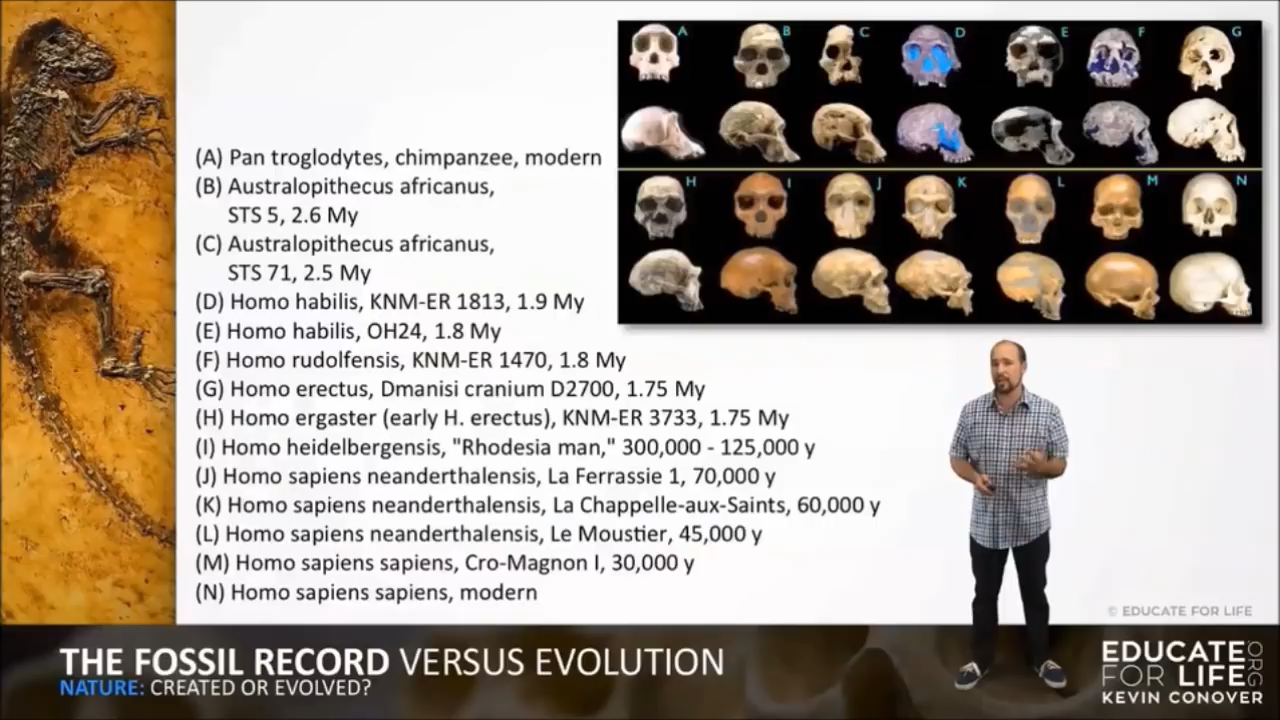 A B C D E F G
H I J K L M N
(A) Pan troglodytes, chimpanzee, modern
(B) Australopithecus africanus,
STS 5, 2.6 My
(C) Australopithecus africanus,
STS 71, 2.5 My
(D) Homo habilis, KNM-ER 1813, 1.9 My
(E) Homo habilis, OH24, 1.8 My
(F) Homo rudolfensis, KNM-ER 1470, 1.8 My
(G) Homo erectus, Dmanisi cranium D2700, 1.75 My
(H) Homo ergaster (early H. erectus), KNM-ER 3733, 1.75 My
(I) Homo heidelbergensis, "Rhodesia man," 300,000 - 125,000 y
(J) Homo sapiens neanderthalensis, La Ferrassie 1, 70,000 y
(K) Homo sapiens neanderthalensis, La Chappelle-aux-Saints, 60,000 y
(L) Homo sapiens neanderthalensis, Le Moustier, 45,000 y
(M) Homo sapiens sapiens, Cro-Magnon I, 30,000 y
(N) Homo sapiens sapiens, modern
© EDUCATE FOR LIFE
THE FOSSIL RECORD VERSUS EVOLUTION
NATURE: CREATED OR EVOLVED?
EDUCATE
FOR LIFE
.ORG
KEVIN CONOVER